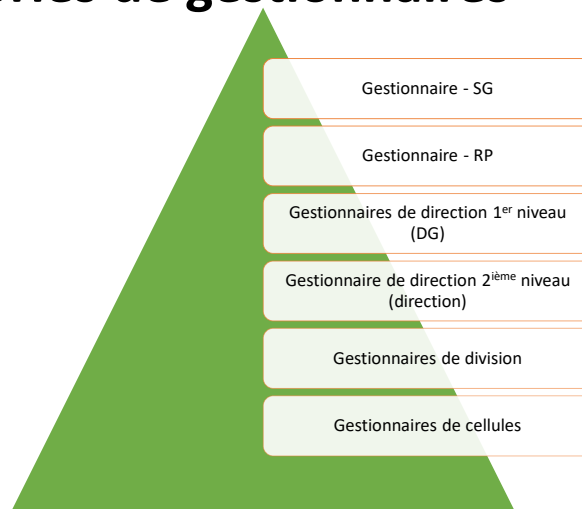 de gestionnaires
Gestionnaire - SG
Gestionnaire - RP
Gestionnaires de direction 1er niveau
(DG)
Gestionnaire de direction 2ième niveau
(direction)
Gestionnaires de division
Gestionnaires de cellules